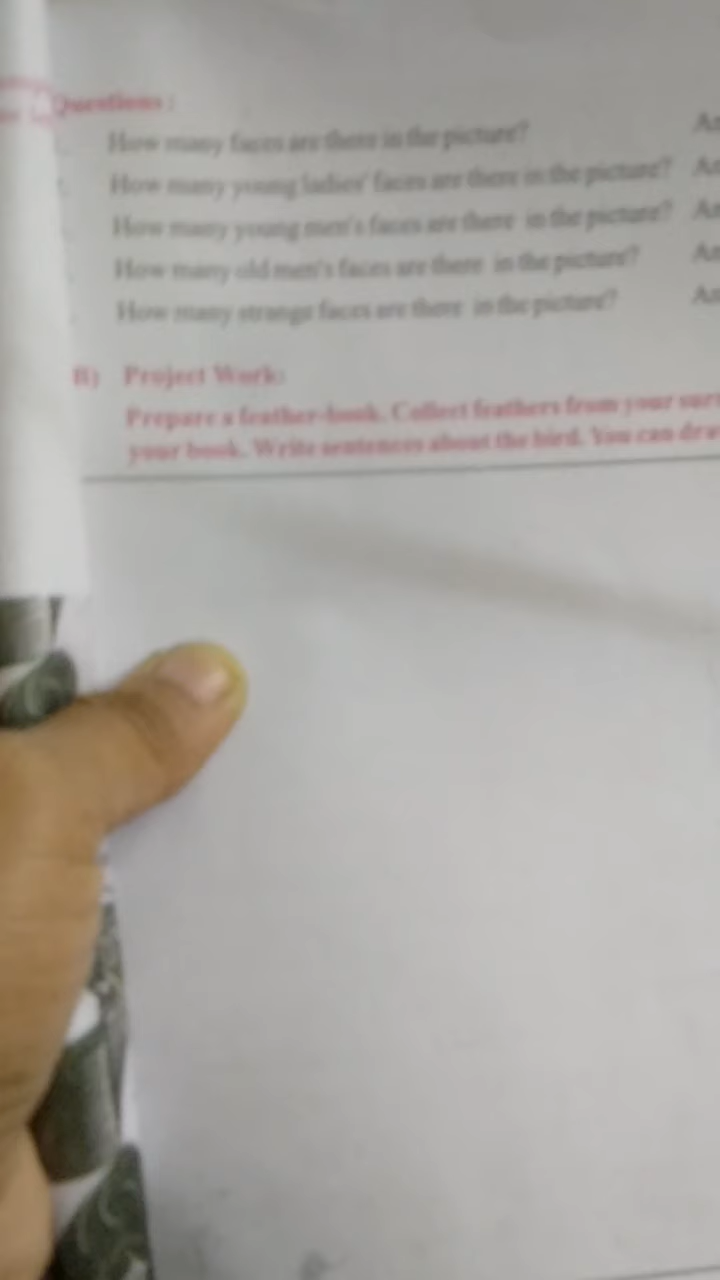 Questions:
How many faces are there in the picture?
How many young ladies' faces are there in the picture?
How many young men's faces are there in the picture?
How many old men's faces are there in the picture?
How many strange faces are there in the picture?
B) Project Work:
Prepare a feather-book. Collect feathers from your
your book. Write sentences about the bird. You can